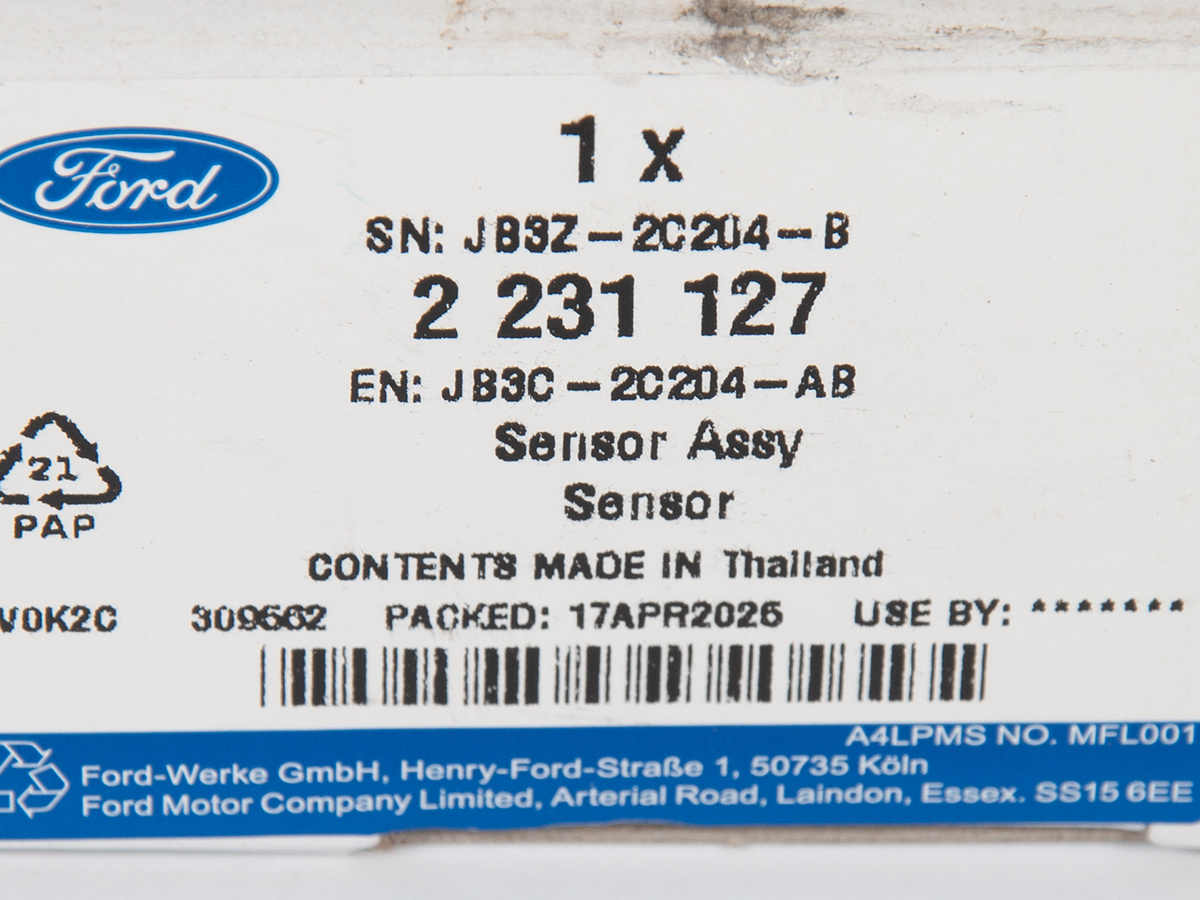 Ford
1 x
SN: JB3Z-2C204-B
2 231 127
EN: JB3C-2C204-AB
Sensor Assy
Sensor
21
PAP
CONTENTS MADE IN Thailand
V0K2C 309662 PACKED: 17APR2025 USE BY: *******
A4LPMS NO. MFL001
Ford-Werke GmbH, Henry-Ford-Straße 1, 50735 Köln
Ford Motor Company Limited, Arterial Road, Laindon, Essex. SS15 6EE